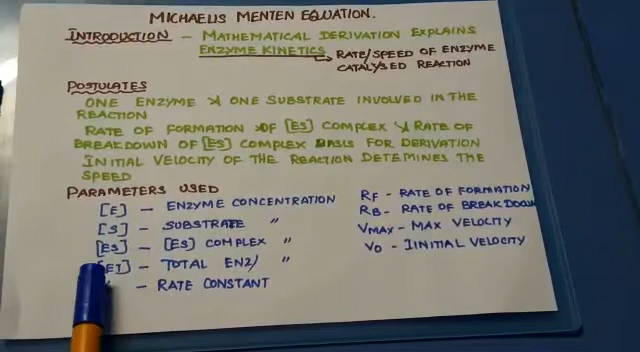 MICHAELIS MENTEN EQUATION.
INTRODUCTION - MATHEMATICAL DERIVATION EXPLAINS
ENZYME KINETICS → RATE/SPEED OF ENZYME
CATALYSED REACTION
POSTULATES
ONE ENZYME & ONE SUBSTRATE INVOLVED IN THE
REACTION
RATE OF FORMATION OF [ES] COMPLEX & RATE OF
BREAKDOWN OF [ES] COMPLEX BASIS FOR DERIVATION
INITIAL VELOCITY OF THE REACTION DETEMINES THE
SPEED
PARAMETERS USED
[E] - ENZYME CONCENTRATION
[S] - SUBSTRATE "
[ES] - [ES] COMPLEX "
[ET] - TOTAL ENZ/ "
- RATE CONSTANT
RF - RATE OF FORMATION
RB - RATE OF BREAKDOWN
VMAX - MAX VELOCITY
VO - IINITIAL VELOCITY